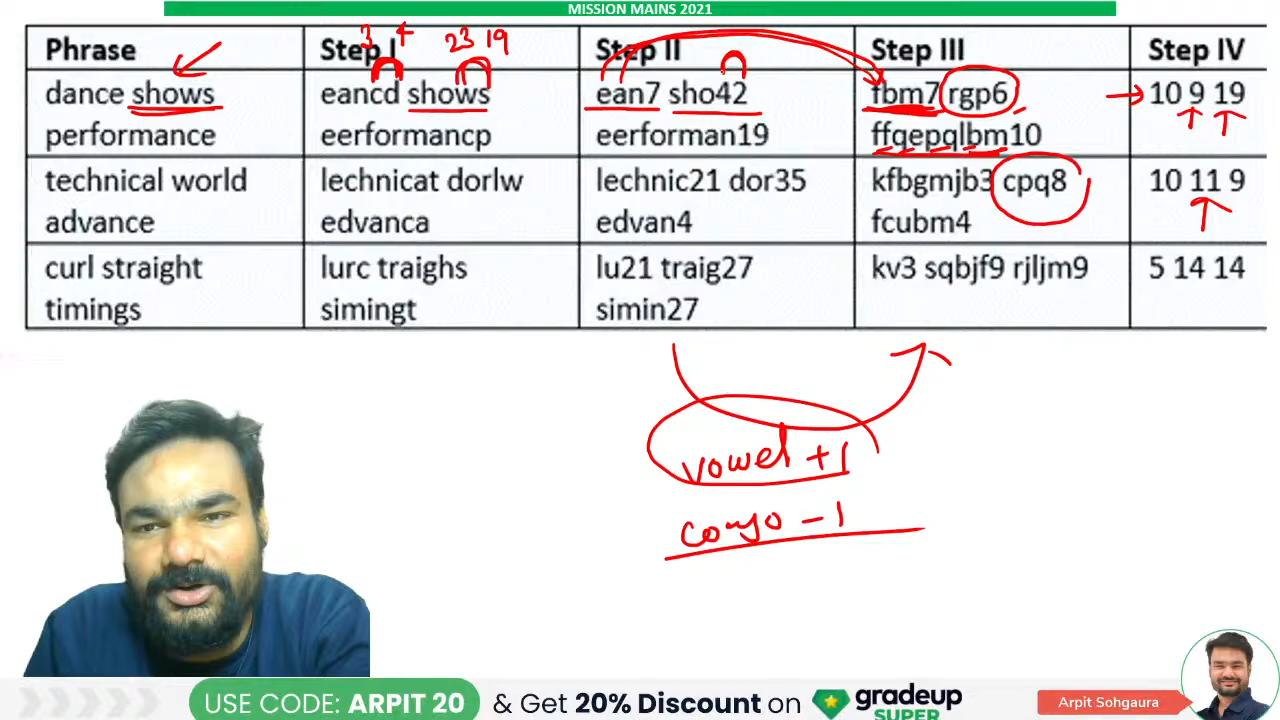 MISSION MAINS 2021
Phrase Step I Step II Step III Step IV
3 4 23 19
dance shows eancd shows ean7 sho42 fbm7 rgp6 10 9 19
performance eerformancp eerforman19 ffqepqlbm10
technical world lechnicat dorlw lechnic21 dor35 kfbgmjb3 cpq8 10 11 9
advance edvanca edvan4 fcubm4
curl straight lurc traighs lu21 traig27 kv3 sqbjf9 rjljm9 5 14 14
timings simingt simin27
vowel +1
-1
USE CODE: ARPIT 20 & Get 20% Discount on gradeup SUPER
Arpit Sohgaura